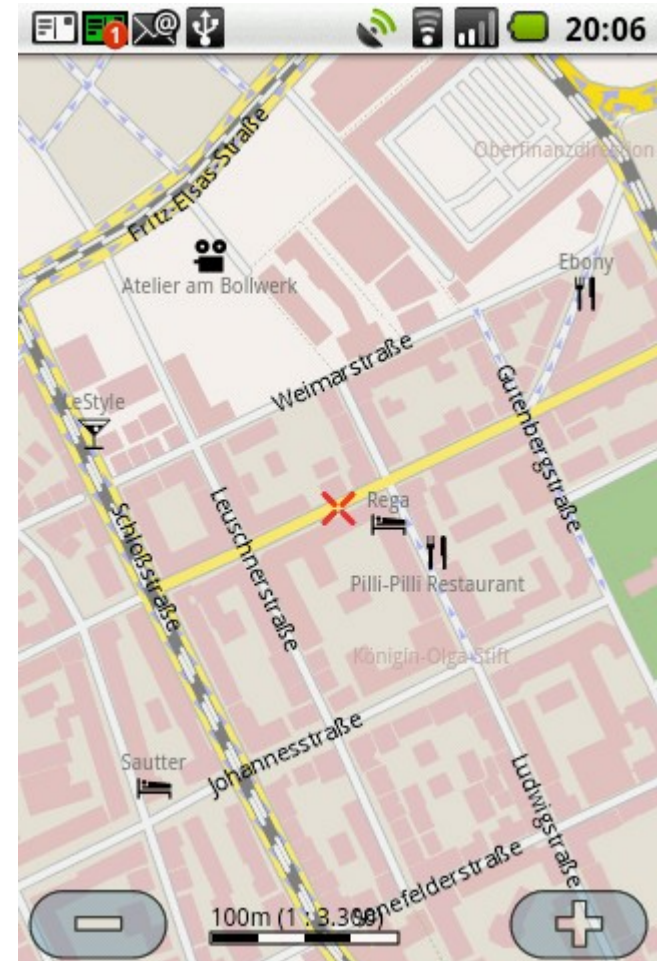 1
20:06
Fritz-Elsas-Straße
Oberfinanzdirektion
Ebony
Atelier am Bollwerk
Weimarstraße
LeStyle
Gutenbergstraße
Rega
Leuschnerstraße
Schloßstraße
Pilli-Pilli Restaurant
Königin-Olga-Stift
Johannesstraße
Sautter
Ludwigstraße
100m (1 : 3.300)